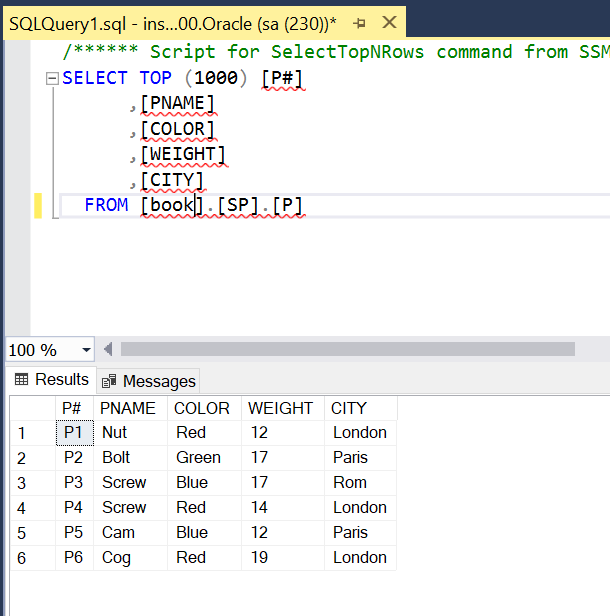 SQLQuery1.sql - ins...00.Oracle (sa (230))*
/****** Script for SelectTopNRows command from SSM
SELECT TOP (1000) [P#]
,[PNAME]
,[COLOR]
,[WEIGHT]
,[CITY]
FROM [book].[SP].[P]
100 %
Results Messages
P# PNAME COLOR WEIGHT CITY
1 P1 Nut Red 12 London
2 P2 Bolt Green 17 Paris
3 P3 Screw Blue 17 Rom
4 P4 Screw Red 14 London
5 P5 Cam Blue 12 Paris
6 P6 Cog Red 19 London